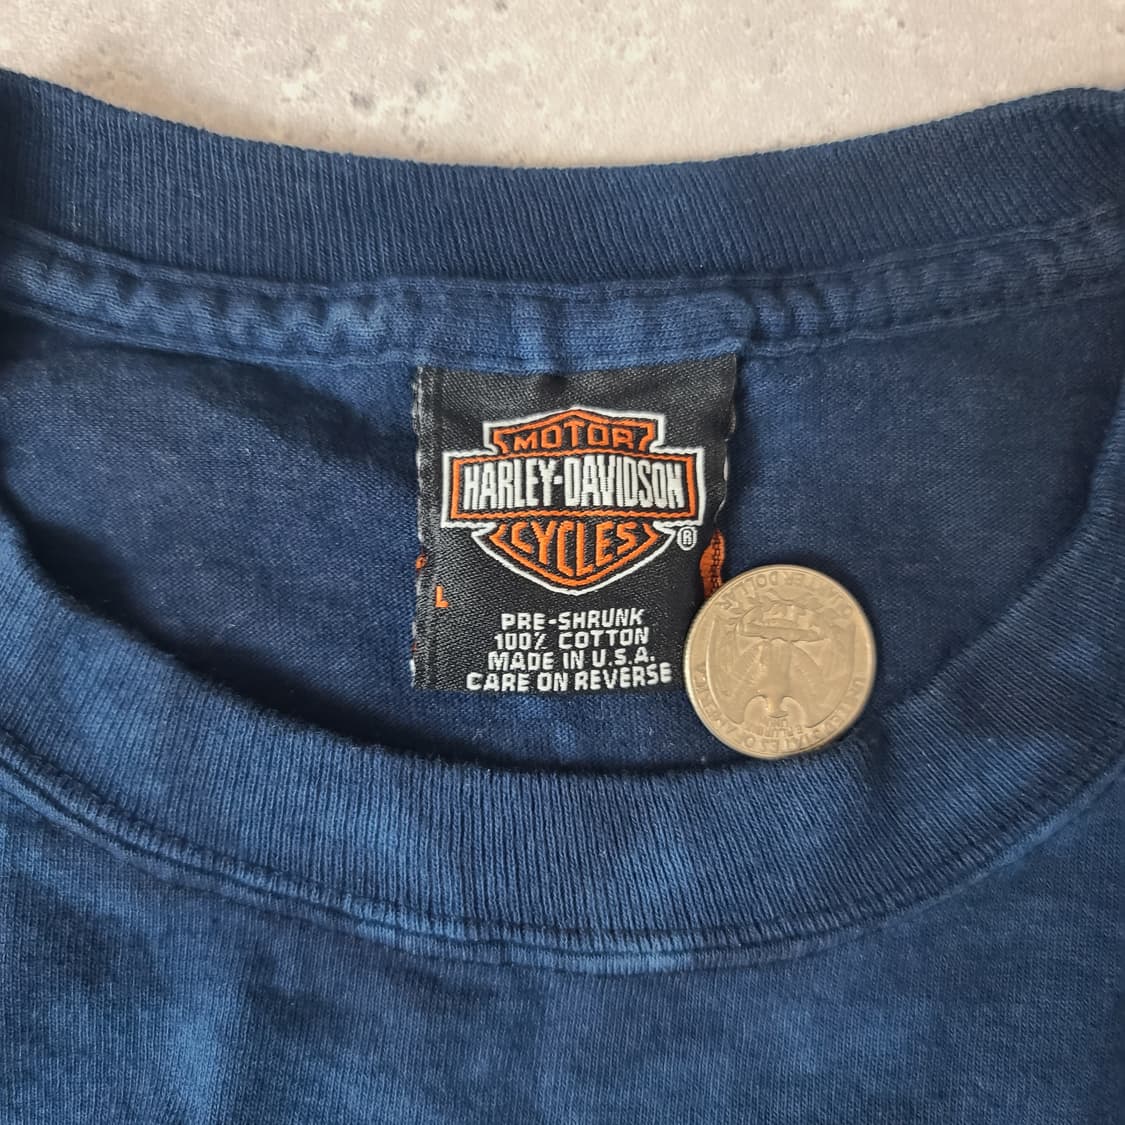 MOTOR
HARLEY-DAVIDSON
CYCLES
®
L
PRE-SHRUNK
100% COTTON
MADE IN U.S.A.
CARE ON REVERSE
QUARTER DOLLAR
UNITED STATES OF AMERICA